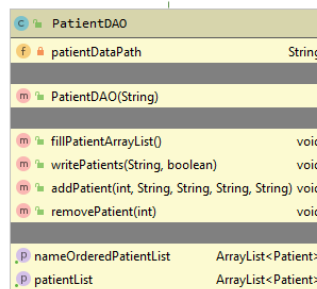 PatientDAO
patientDataPath String
PatientDAO(String)
fillPatientArrayList() void
writePatients(String, boolean) void
addPatient(int, String, String, String, String) void
removePatient(int) void
nameOrderedPatientList ArrayList<Patient>
patientList ArrayList<Patient>